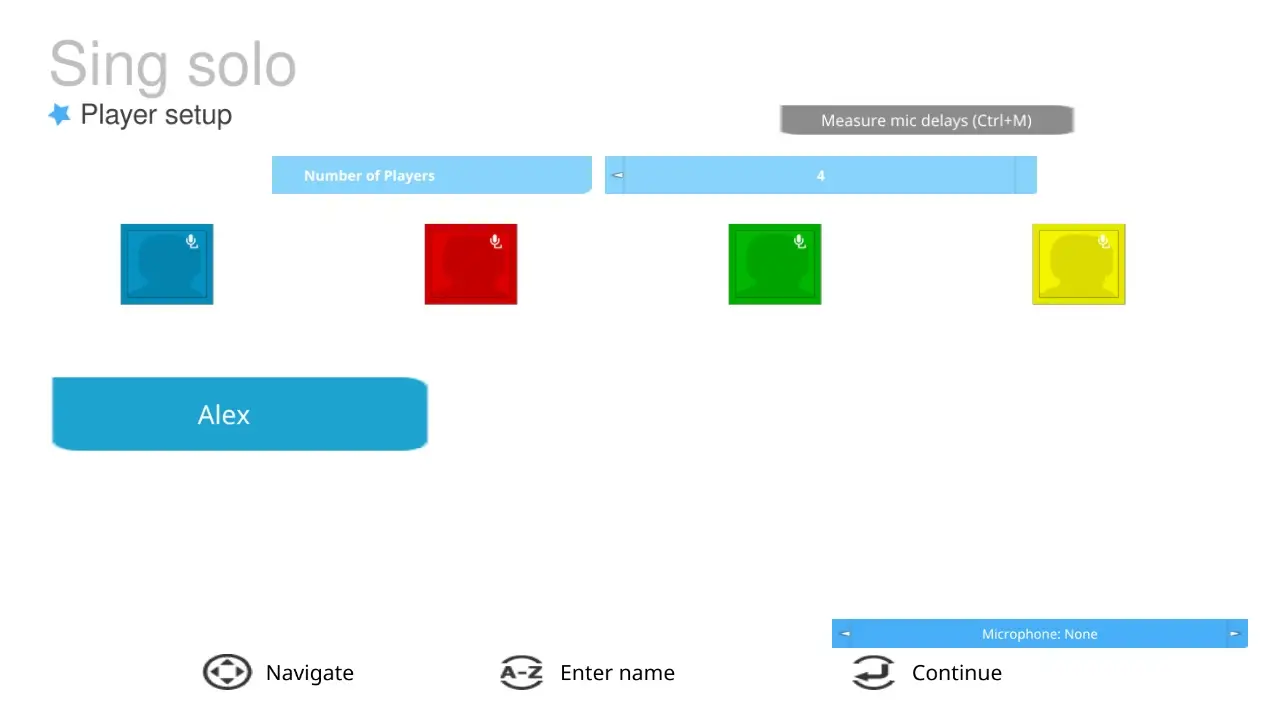 Sing solo
Player setup
Measure mic delays (Ctrl+M)
Number of Players
4
Alex
Microphone: None
Navigate
A-Z
Enter name
Continue